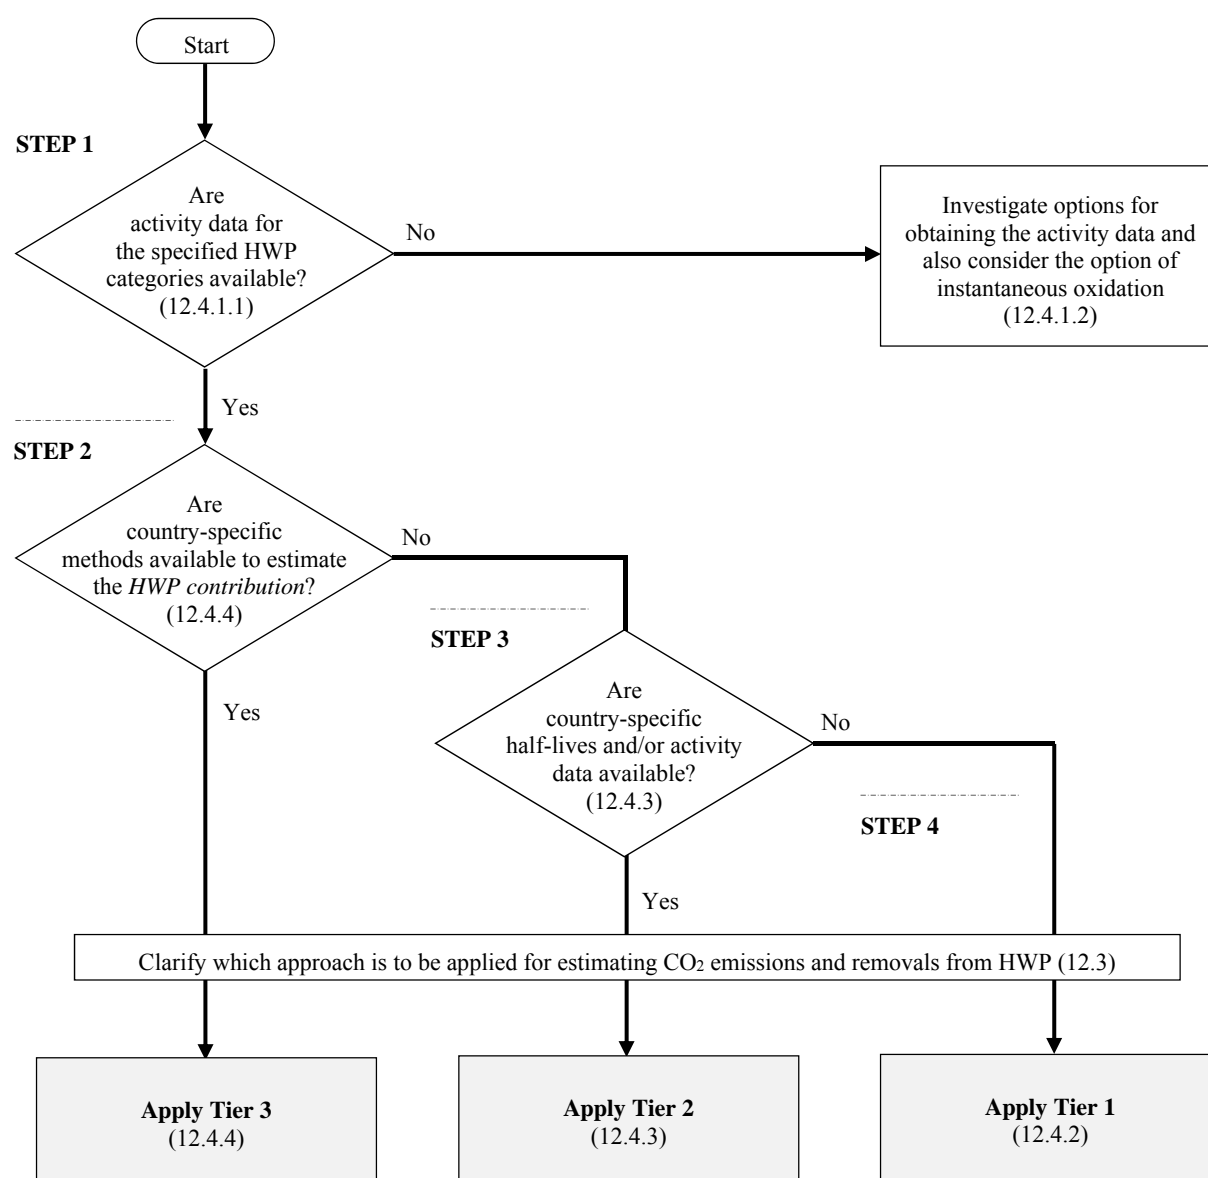 Start
STEP 1
Are
activity data for
the specified HWP
categories available?
(12.4.1.1)
No
Investigate options for
obtaining the activity data and
also consider the option of
instantaneous oxidation
(12.4.1.2)
Yes
STEP 2
Are
country-specific
methods available to estimate
the HWP contribution?
(12.4.4)
No
STEP 3
Yes
Are
country-specific
half-lives and/or activity
data available?
(12.4.3)
No
STEP 4
Yes
Clarify which approach is to be applied for estimating CO₂ emissions and removals from HWP (12.3)
Apply Tier 3
(12.4.4)
Apply Tier 2
(12.4.3)
Apply Tier 1
(12.4.2)